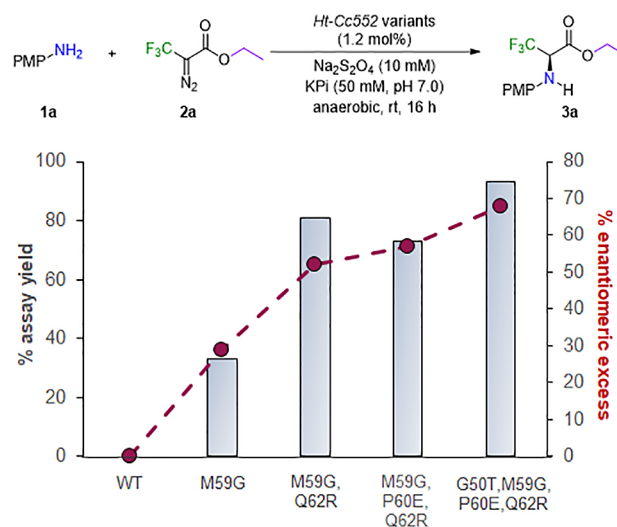 Ht-Cc552 variants
(1.2 mol%)
PMP NH2 + F3C O O N2 Na2S2O4 (10 mM) F3C O O PMP N H
KPi (50 mM, pH 7.0)
anaerobic, rt, 16 h
1a 2a 3a
100 80
70
80
60
60 50
40
40
30
20 20
10
0 0
% assay yield
% enantiomeric excess
WT M59G M59G, M59G, G50T,M59G,
Q62R P60E, P60E,Q62R
Q62R